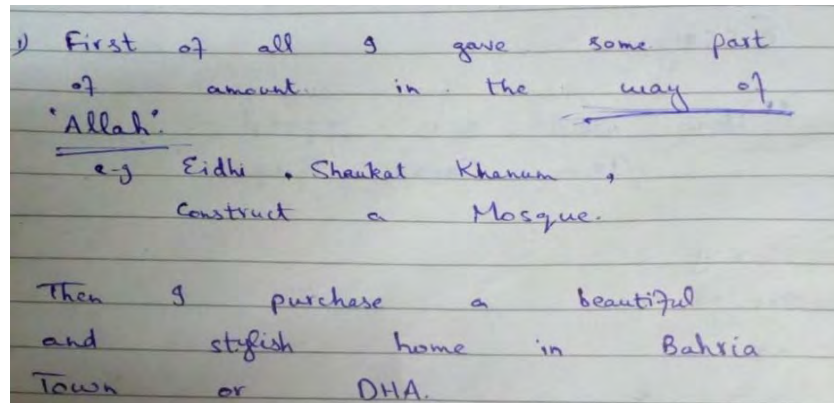 1) First of all I gave some part
of amount. in the way of
"Allah".
e-g Eidhi, Shaukat Khanum,
Construct a Mosque.
Then I purchase a beautiful
and stylish home in Bahria
Town or DHA.